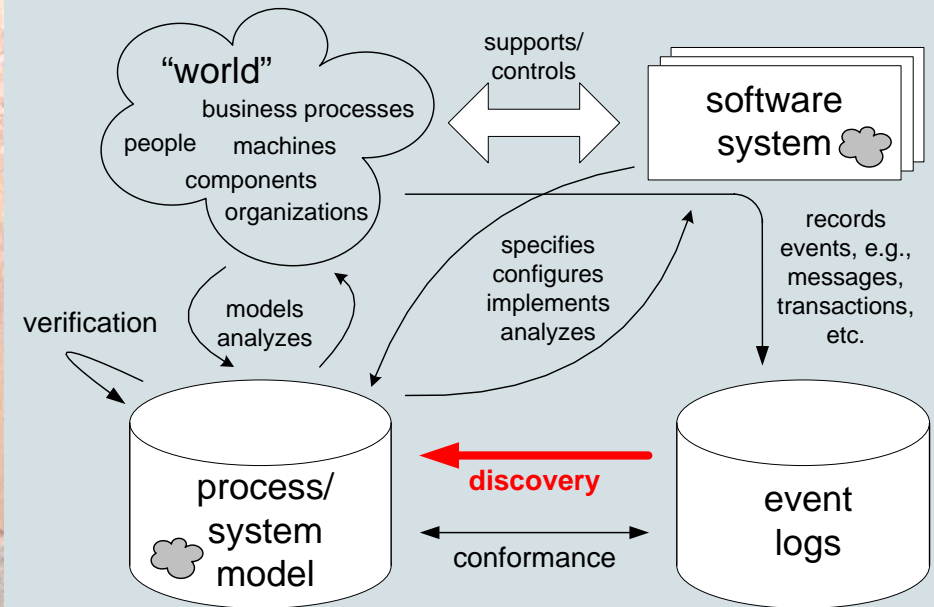 “world”
business processes
people
machines
components
organizations
supports/
controls
software
system
records
events, e.g.,
messages,
transactions,
etc.
specifies
configures
implements
analyzes
models
analyzes
verification
process/
system
model
discovery
conformance
event
logs